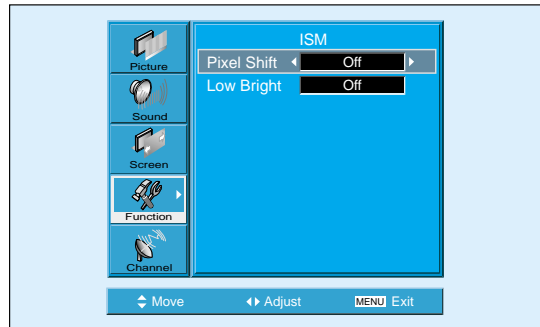 Picture
Sound
Screen
Function
Channel
ISM
Pixel Shift Off
Low Bright Off
Move Adjust MENU Exit